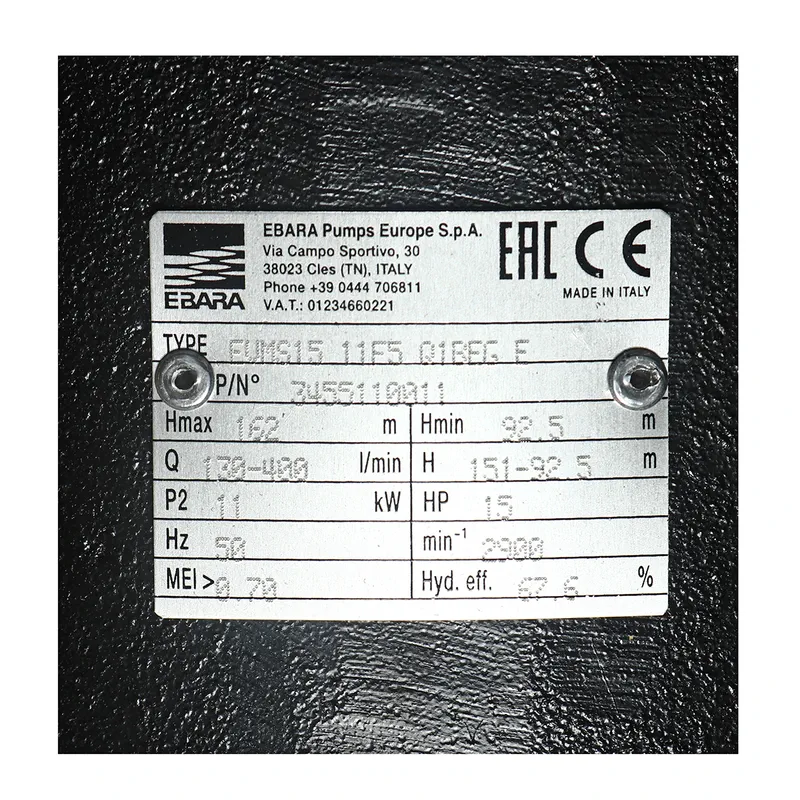 EBARA
EBARA Pumps Europe S.p.A.
Via Campo Sportivo, 30
38023 Cles (TN), ITALY
Phone +39 0444 706811
V.A.T.: 01234660221
EAC CE
MADE IN ITALY
TYPE EVMS15 11F5 Q1BEG E
P/N° 3455110011
Hmax 162 m Hmin 92.5 m
Q 130-400 l/min H 151-92.5 m
P2 11 kW HP 15
Hz 50 min⁻¹ 2900
MEI > 0.70 Hyd. eff. 67.6 %